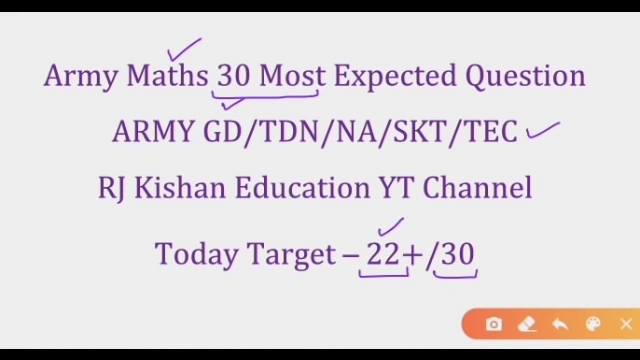 Army Maths 30 Most Expected Question
ARMY GD/TDN/NA/SKT/TEC
RJ Kishan Education YT Channel
Today Target – 22+/30